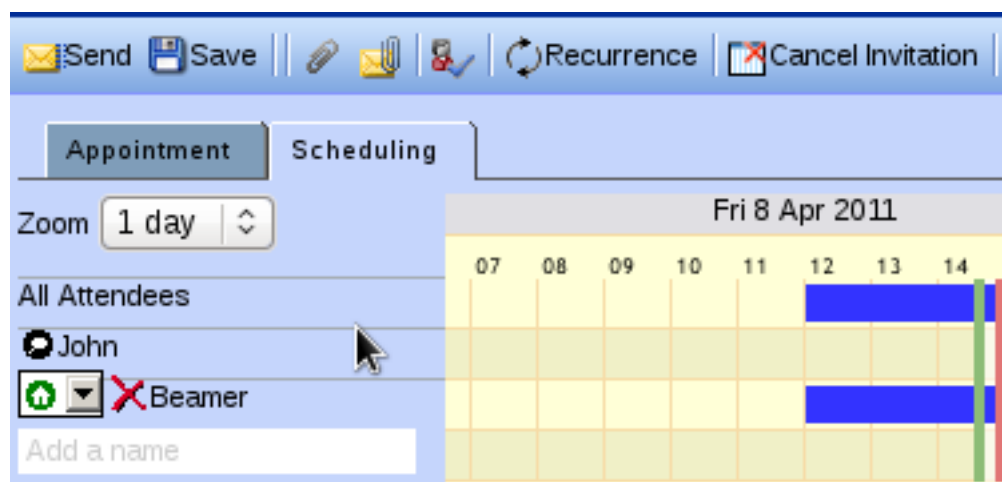 Send Save Recurrence Cancel Invitation
Appointment Scheduling
Zoom 1 day Fri 8 Apr 2011
07 08 09 10 11 12 13 14
All Attendees
John
Beamer
Add a name